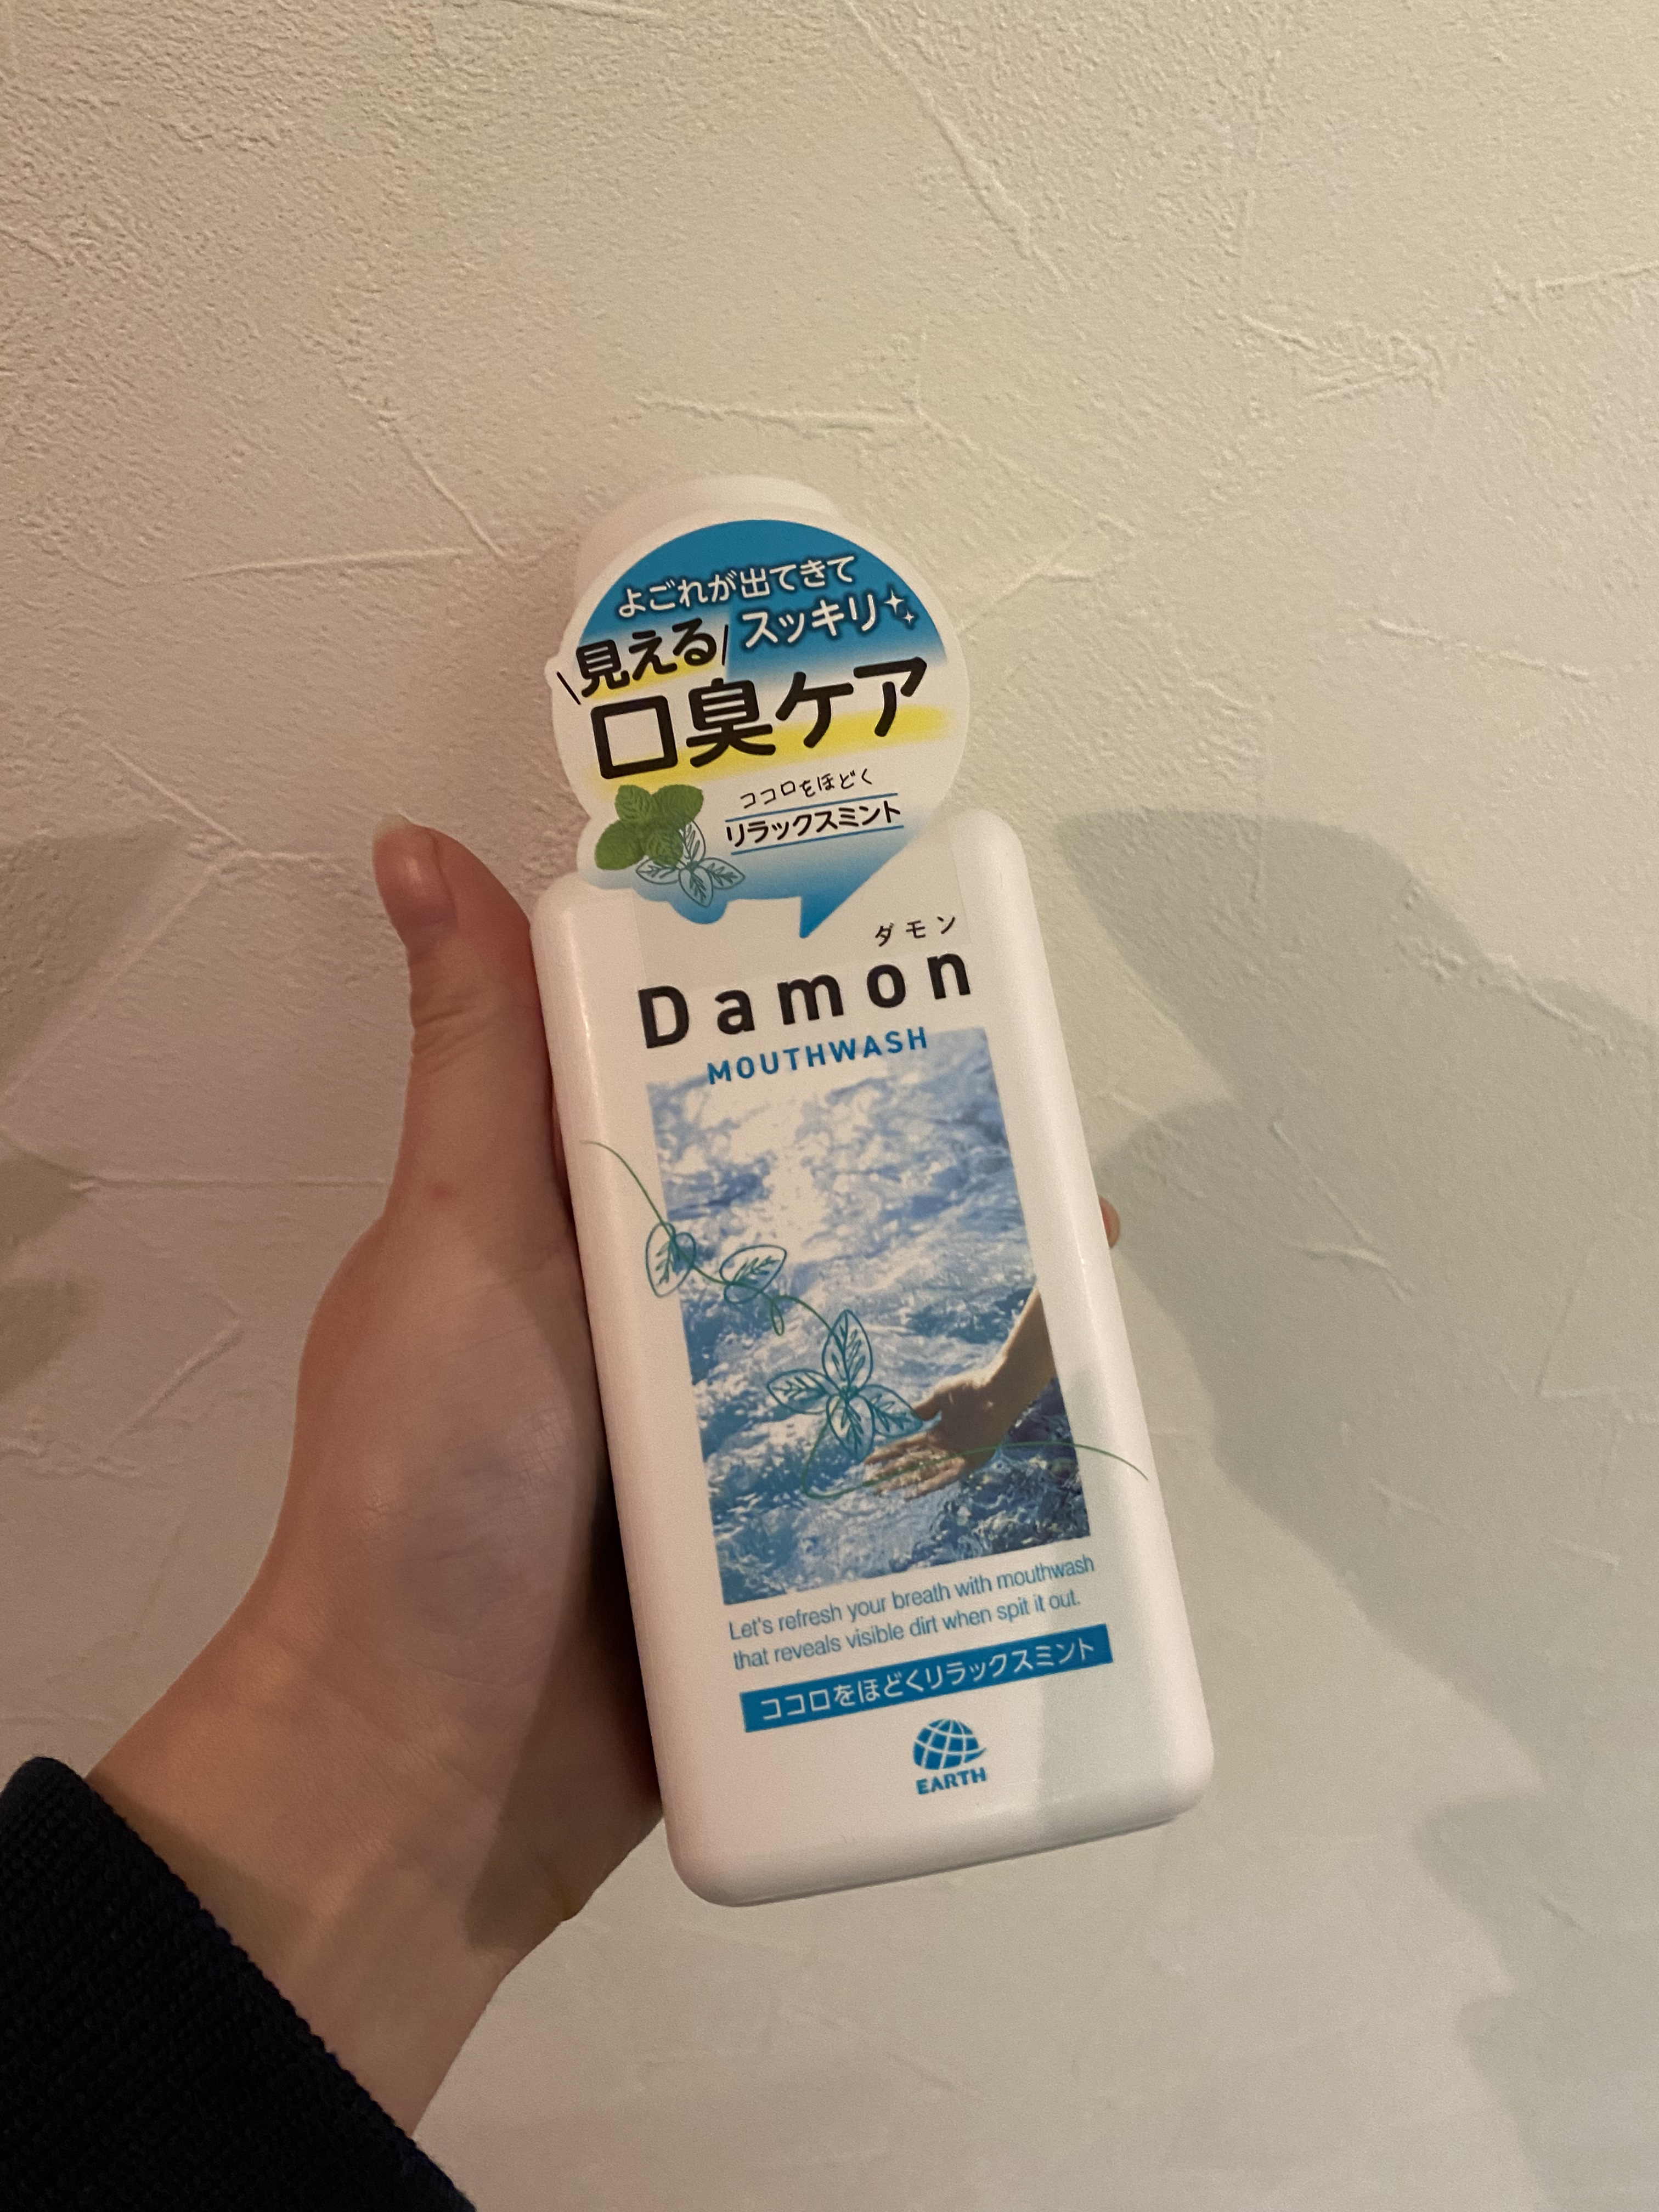 よごれが出てきて
スッキリ
見える
口臭ケア
ココロをほどく
リラックスミント
ダモン
Damon
MOUTHWASH
Let's refresh your breath with mouthwash
that reveals visible dirt when spit it out.
ココロをほどくリラックスミント
EARTH